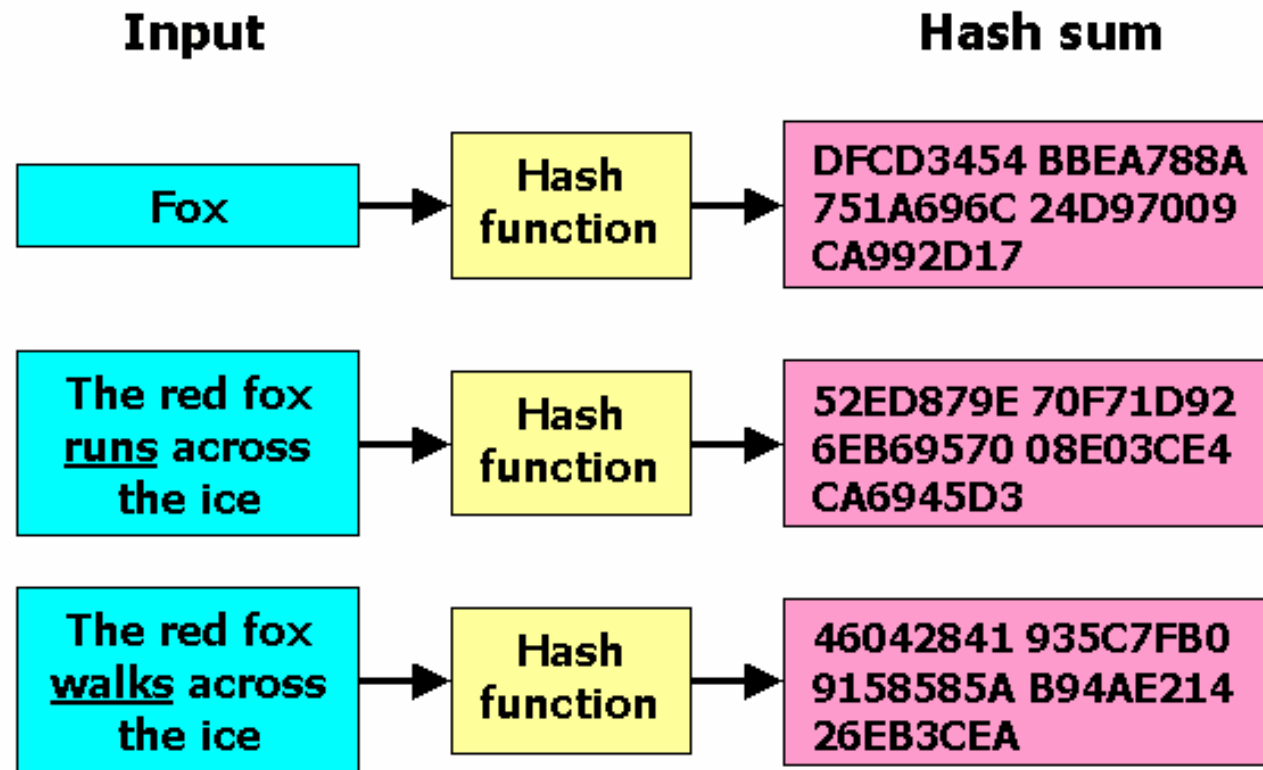 Input
Hash sum
Fox
Hash
function
DFCD3454 BBEA788A
751A696C 24D97009
CA992D17
The red fox
runs across
the ice
Hash
function
52ED879E 70F71D92
6EB69570 08E03CE4
CA6945D3
The red fox
walks across
the ice
Hash
function
46042841 935C7FB0
9158585A B94AE214
26EB3CEA